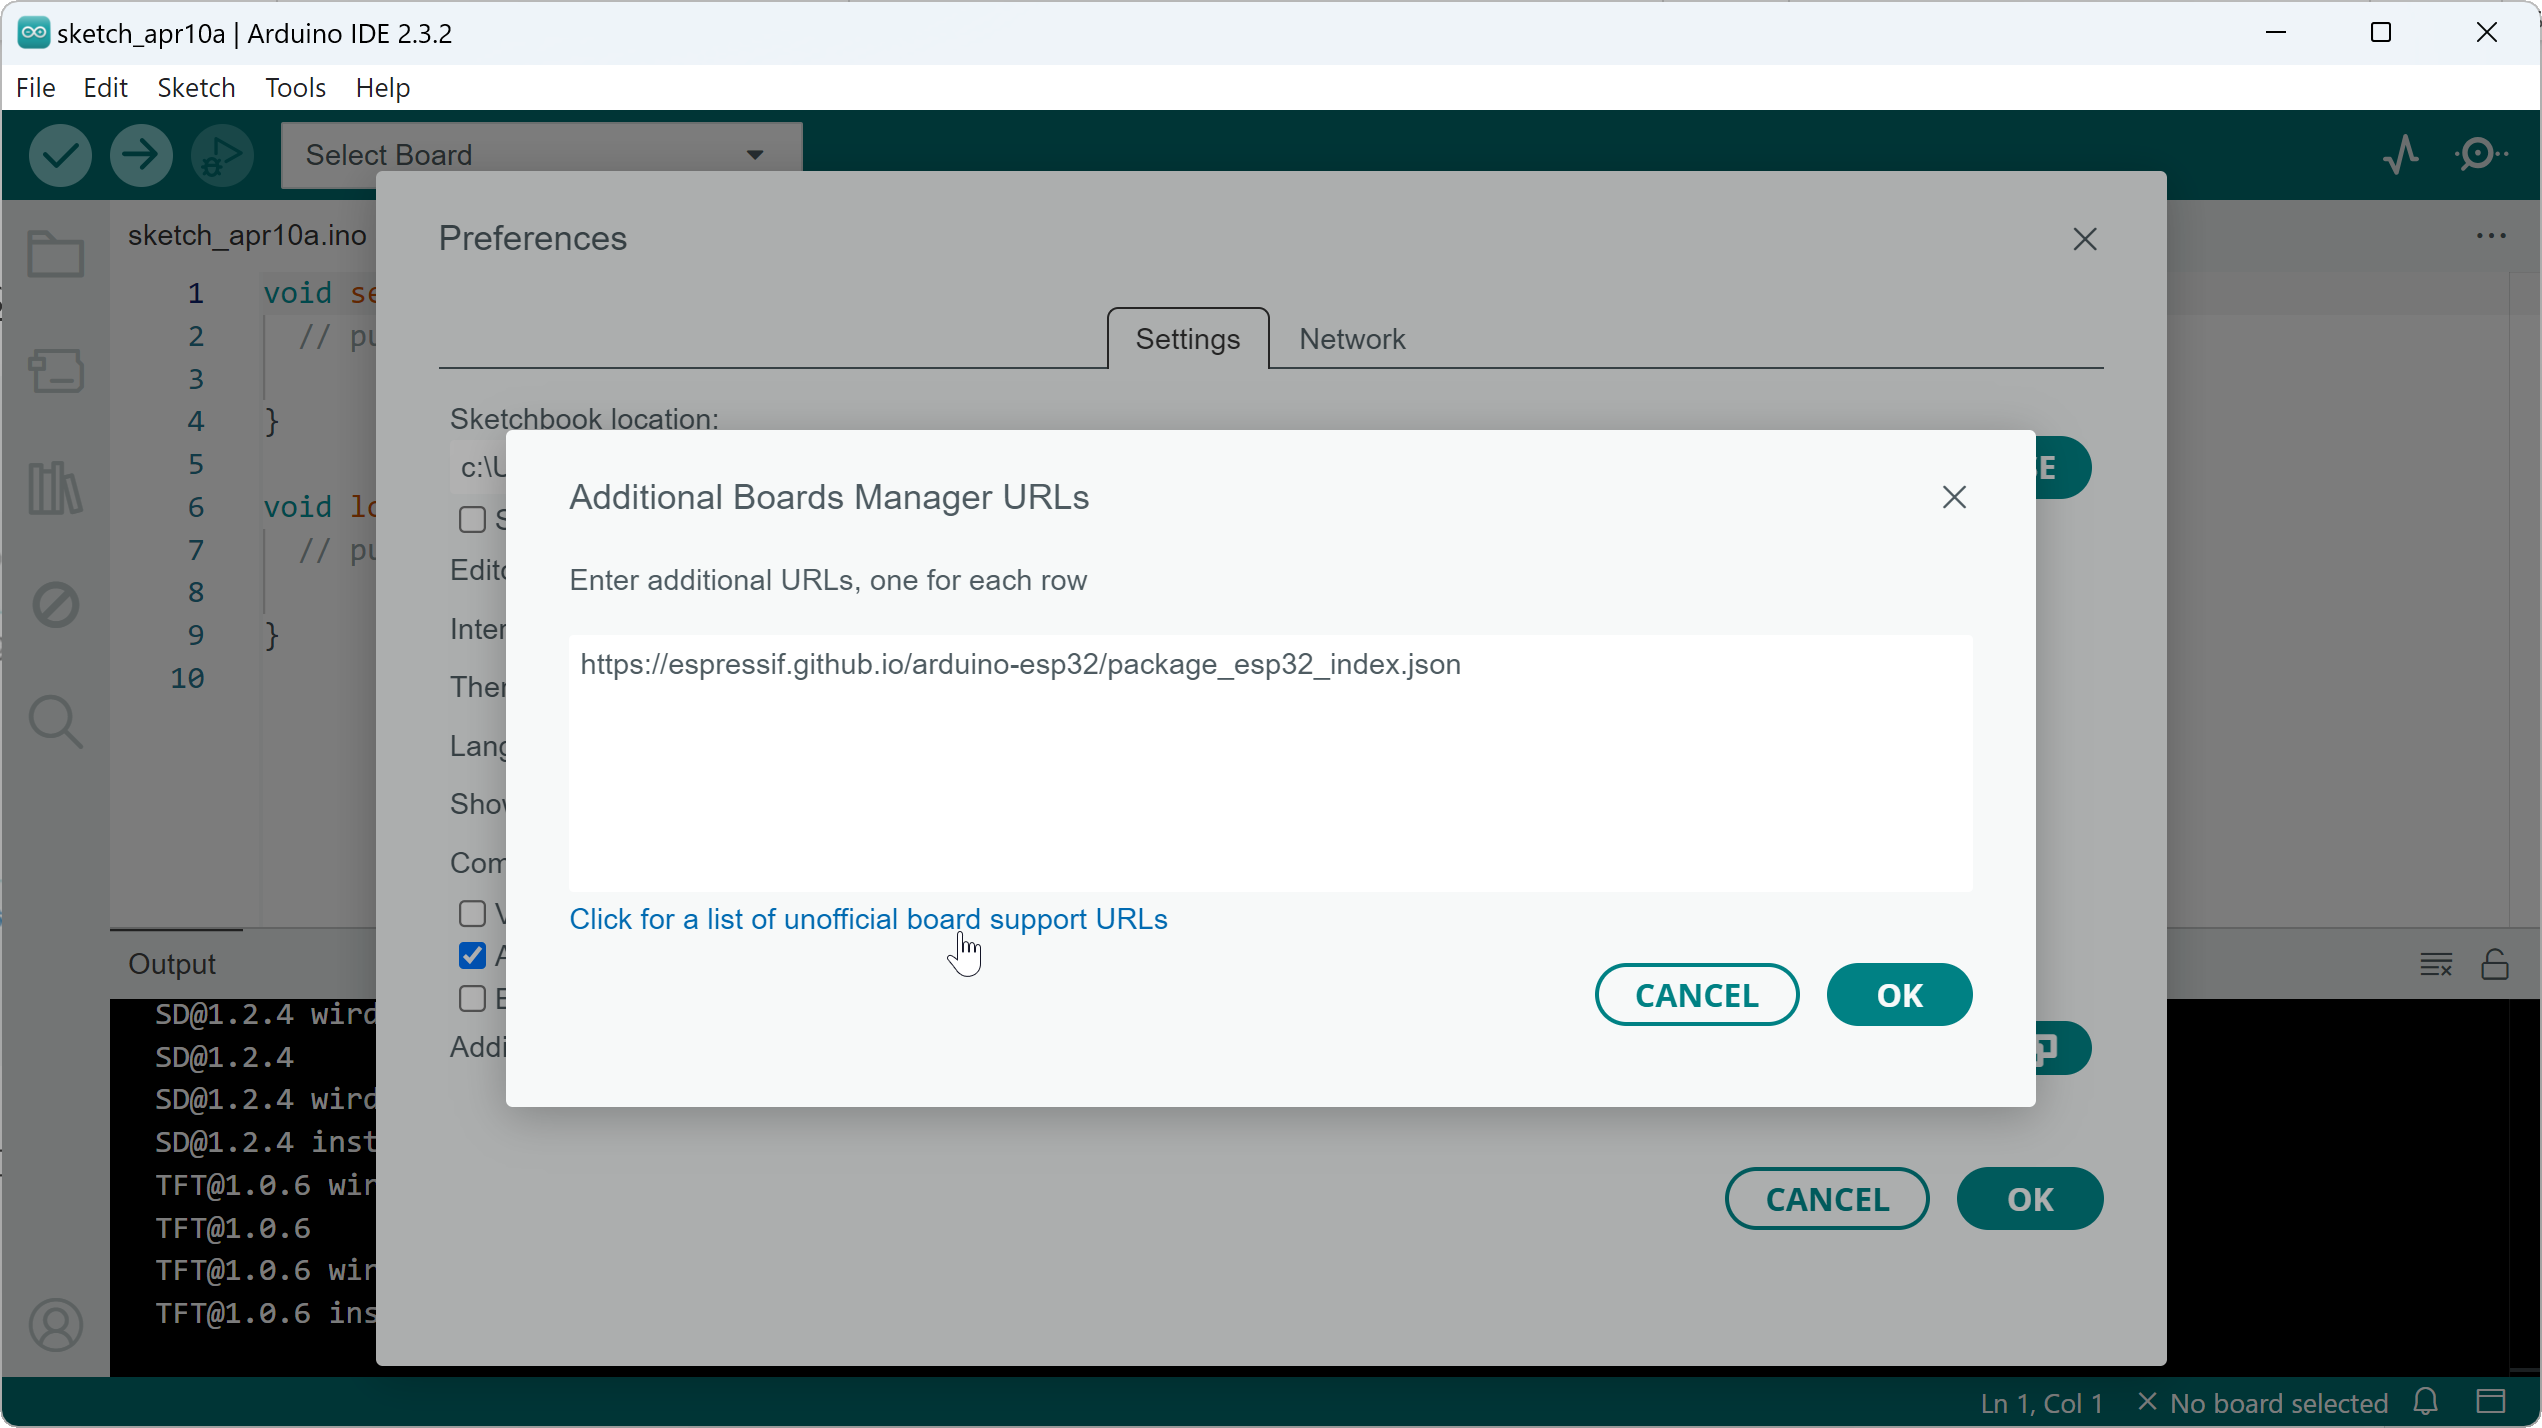 sketch_apr10a | Arduino IDE 2.3.2
File Edit Sketch Tools Help
Select Board
sketch_apr10a.ino
1 void se
2 // pu
3
4 }
5
6 void lo
7 // pu
8
9 }
10
Preferences
Settings Network
Sketchbook location:
c:\U
Additional Boards Manager URLs
Enter additional URLs, one for each row
https://espressif.github.io/arduino-esp32/package_esp32_index.json
Click for a list of unofficial board support URLs
CANCEL OK
Edito
Inter
Ther
Lang
Show
Com
Addi
CANCEL OK
Output
SD@1.2.4 wird
SD@1.2.4
SD@1.2.4 wird
SD@1.2.4 inst
TFT@1.0.6 wir
TFT@1.0.6
TFT@1.0.6 wir
TFT@1.0.6 ins
Ln 1, Col 1 No board selected